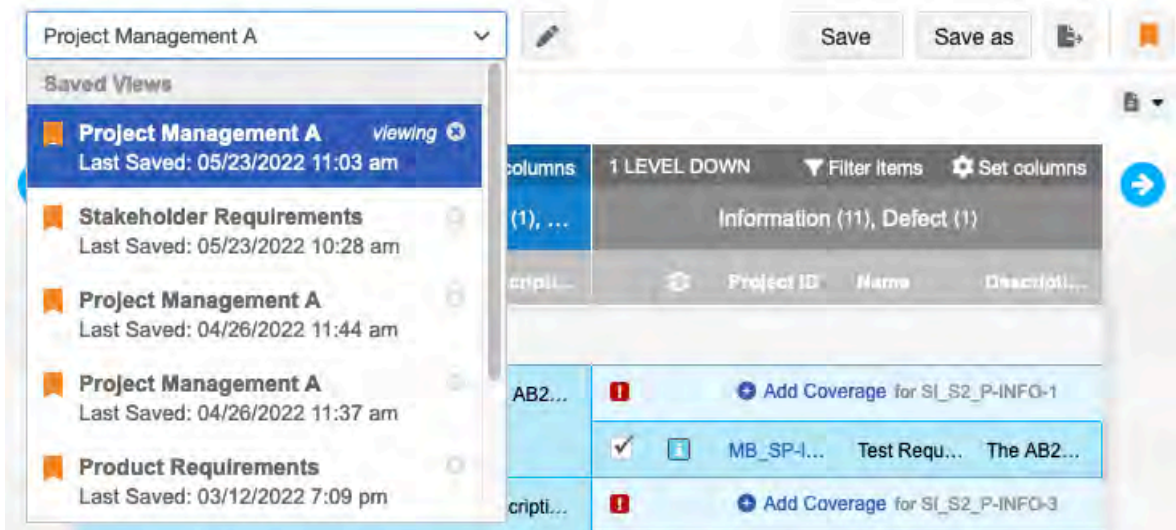 Project Management A
Save
Save as
Saved Views
Project Management A viewing
Last Saved: 05/23/2022 11:03 am
Stakeholder Requirements
Last Saved: 05/23/2022 10:28 am
Project Management A
Last Saved: 04/26/2022 11:44 am
Project Management A
Last Saved: 04/26/2022 11:37 am
Product Requirements
Last Saved: 03/12/2022 7:09 pm
columns
(1), ...
cripti...
1 LEVEL DOWN Filter items Set columns
Information (11), Defect (1)
Project ID Name Descripti...
AB2...
Add Coverage for SI_S2_P-INFO-1
MB_SP-I... Test Requ... The AB2...
cripti...
Add Coverage for SI_S2_P-INFO-3